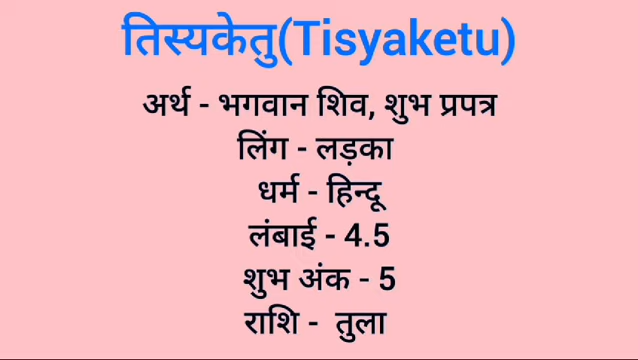 तिस्यकेतु(Tisyaketu)
अर्थ - भगवान शिव, शुभ प्रपत्र
लिंग - लड़का
धर्म - हिन्दू
लंबाई - 4.5
शुभ अंक - 5
राशि - तुला